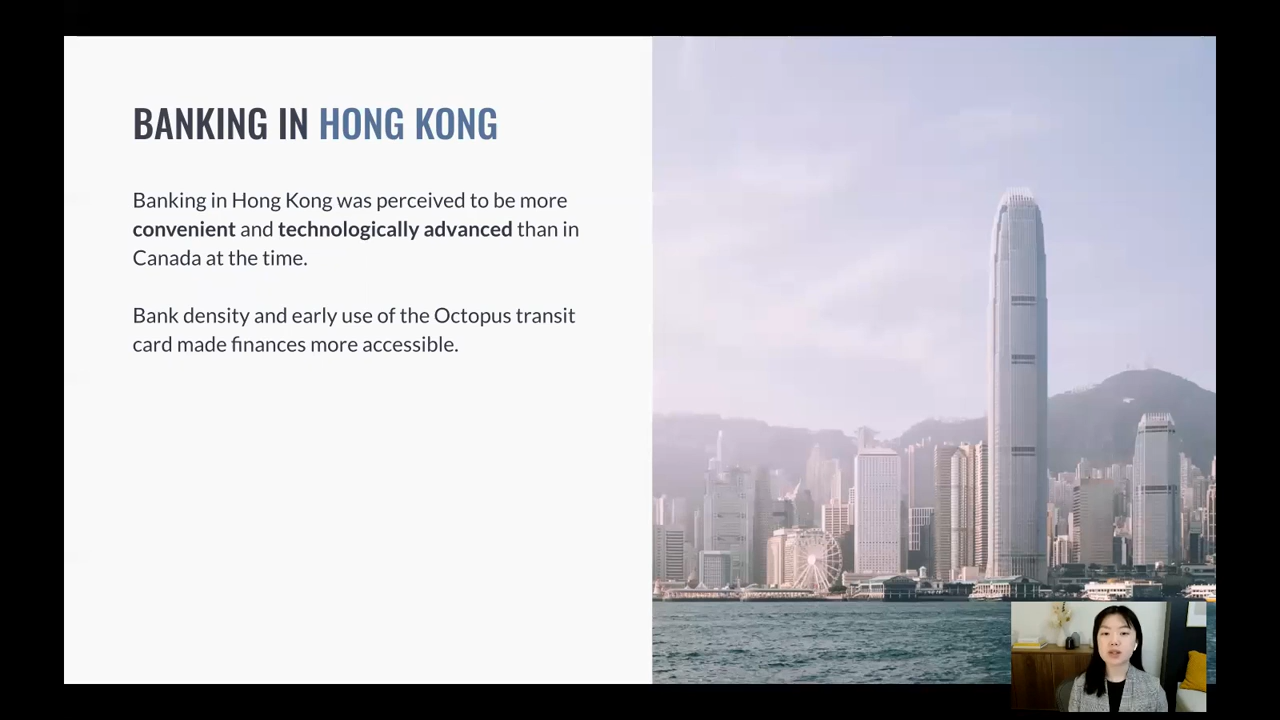 BANKING IN HONG KONG
Banking in Hong Kong was perceived to be more
convenient and technologically advanced than in
Canada at the time.
Bank density and early use of the Octopus transit
card made finances more accessible.